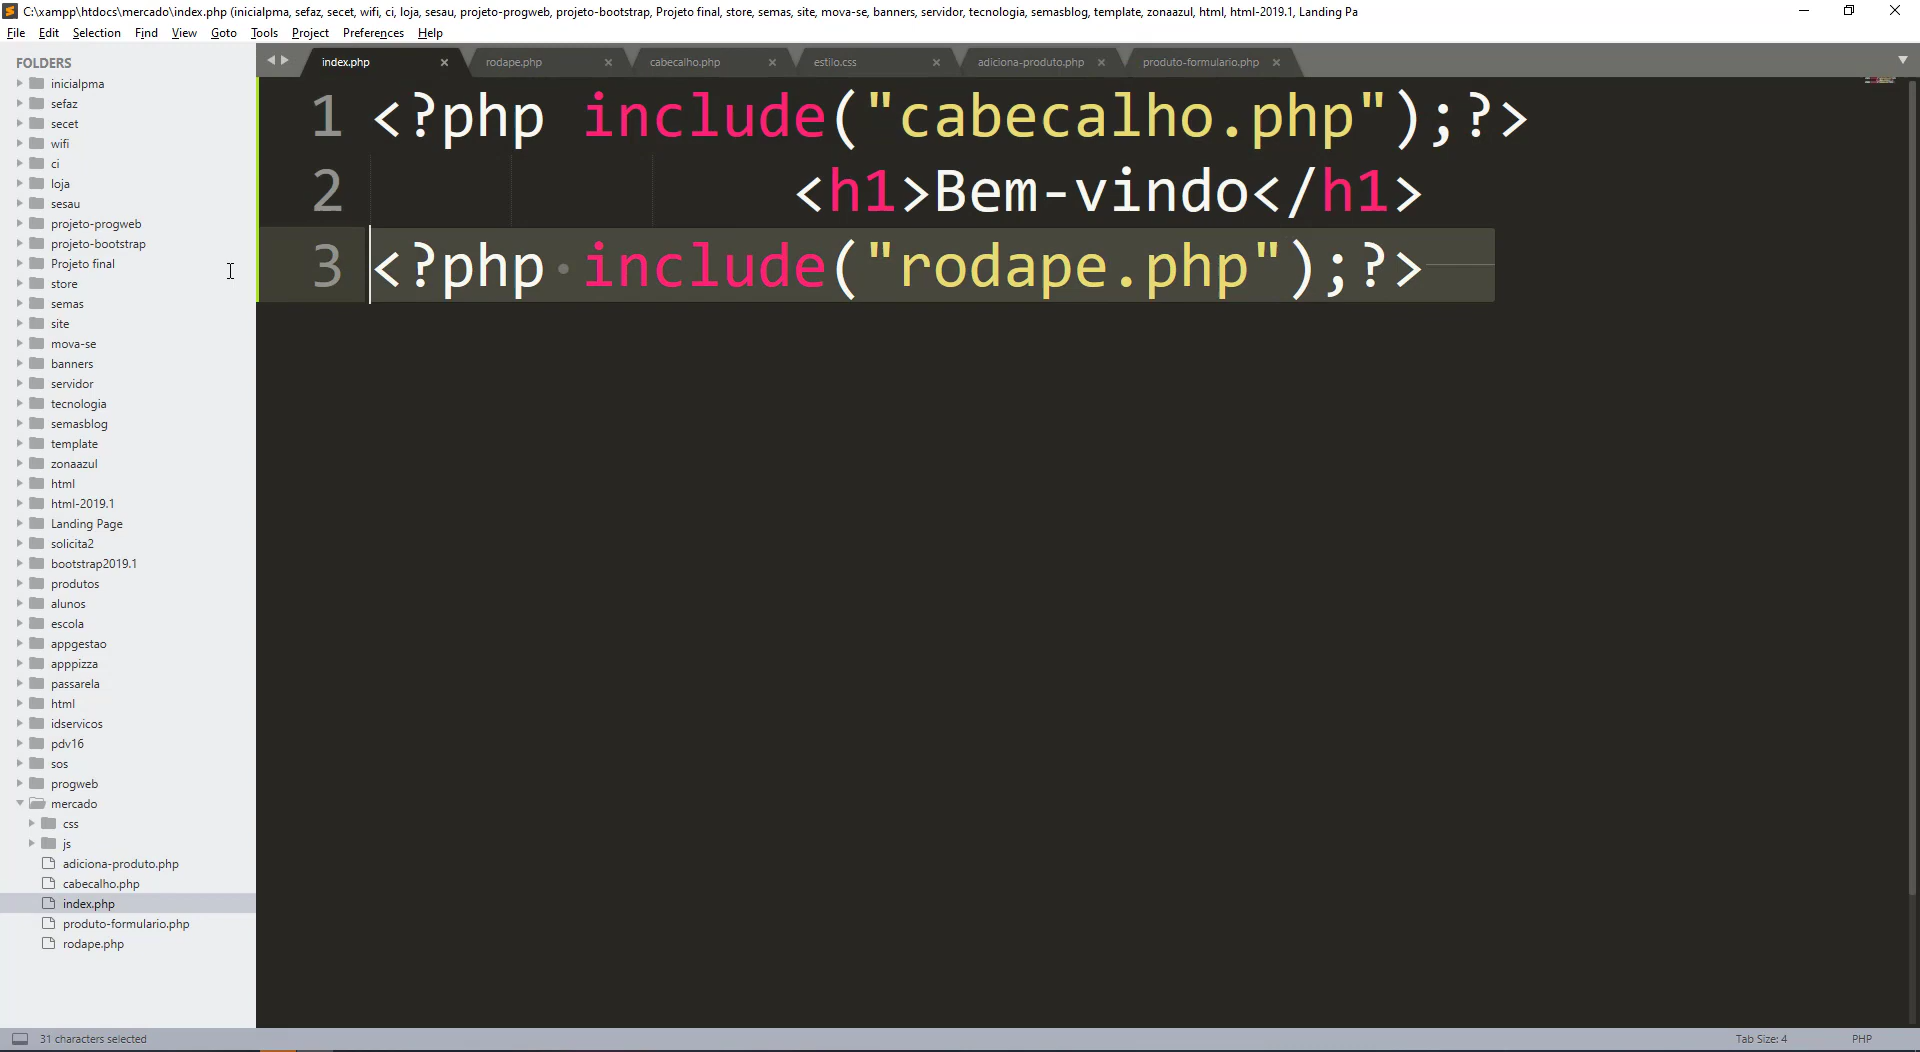 C:\xampp\htdocs\mercado\index.php (inicialpma, sefaz, secet, wifi, ci, loja, sesau, projeto-progweb, projeto-bootstrap, Projeto final, store, semas, site, mova-se, banners, servidor, tecnologia, semasblog, template, zonaazul, html, html-2019.1, Landing Pa
File Edit Selection Find View Goto Tools Project Preferences Help
FOLDERS
inicialpma
sefaz
secet
wifi
ci
loja
sesau
projeto-progweb
projeto-bootstrap
Projeto final
store
semas
site
mova-se
banners
servidor
tecnologia
semasblog
template
zonaazul
html
html-2019.1
Landing Page
solicita2
bootstrap2019.1
produtos
alunos
escola
appgestao
apppizza
passarela
html
idservicos
pdv16
sos
progweb
mercado
css
js
adiciona-produto.php
cabecalho.php
index.php
produto-formulario.php
rodape.php
index.php rodape.php cabecalho.php estilo.css adiciona-produto.php produto-formulario.php
1 <?php include("cabecalho.php");?>
2 <h1>Bem-vindo</h1>
3 <?php include("rodape.php");?>
31 characters selected Tab Size: 4 PHP